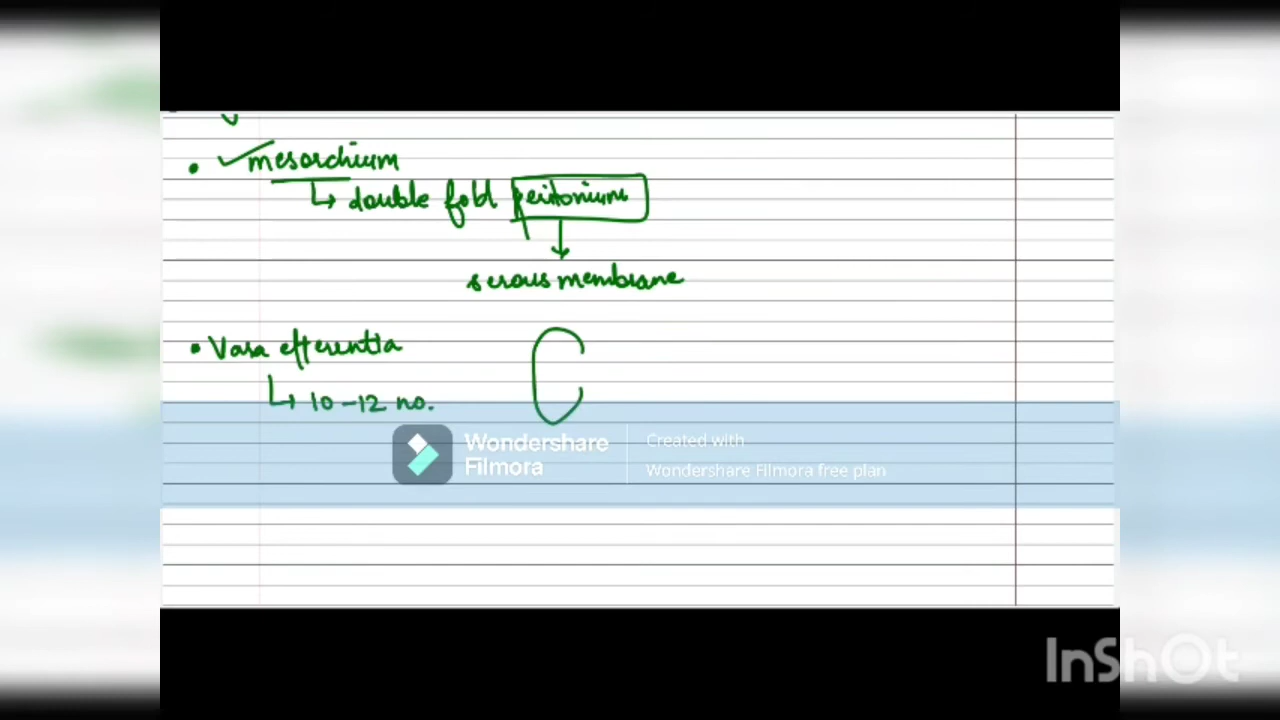 • mesorchium
↳ double fold peritonium
↓
serous membrane
• Vasa efferentia
↳ 10-12 no.
Wondershare
Filmora
Created with
Wondershare Filmora free plan
InShOt